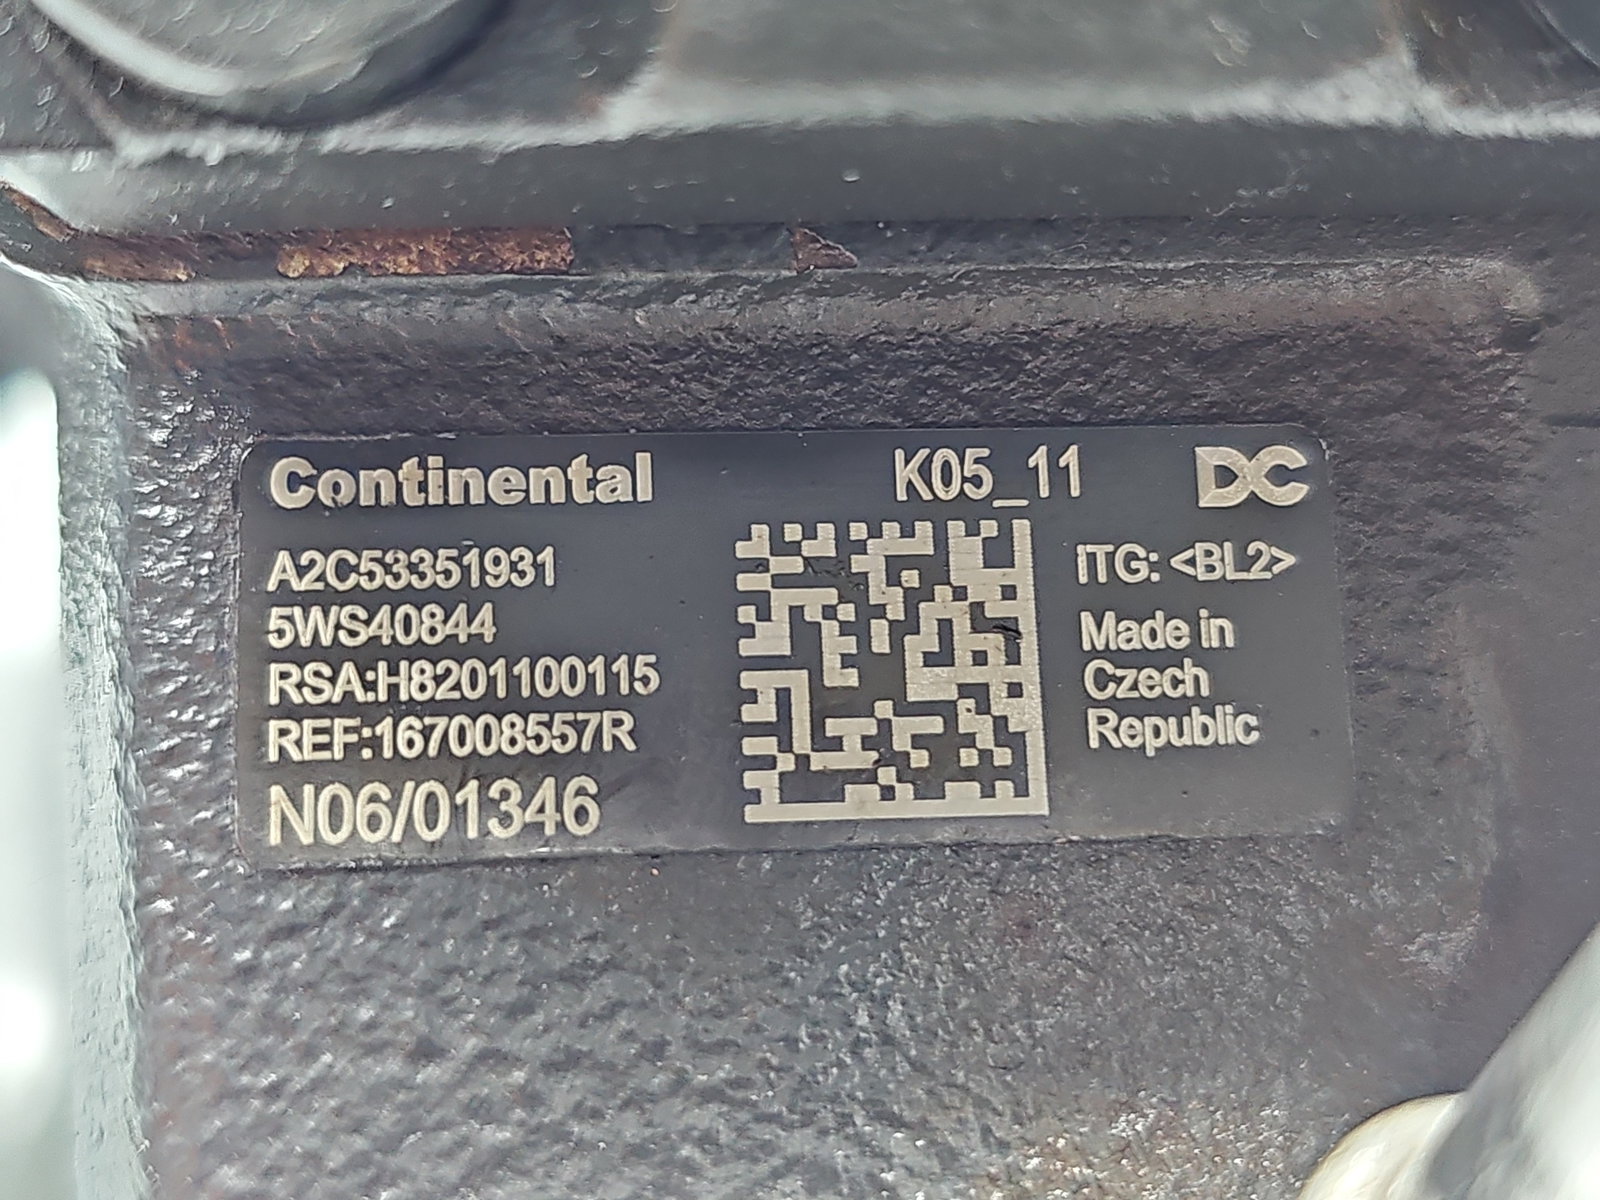 Continental
K05_11
DC
A2C53351931
5WS40844
RSA:H8201100115
REF:167008557R
N06/01346
ITG: <BL2>
Made in
Czech
Republic